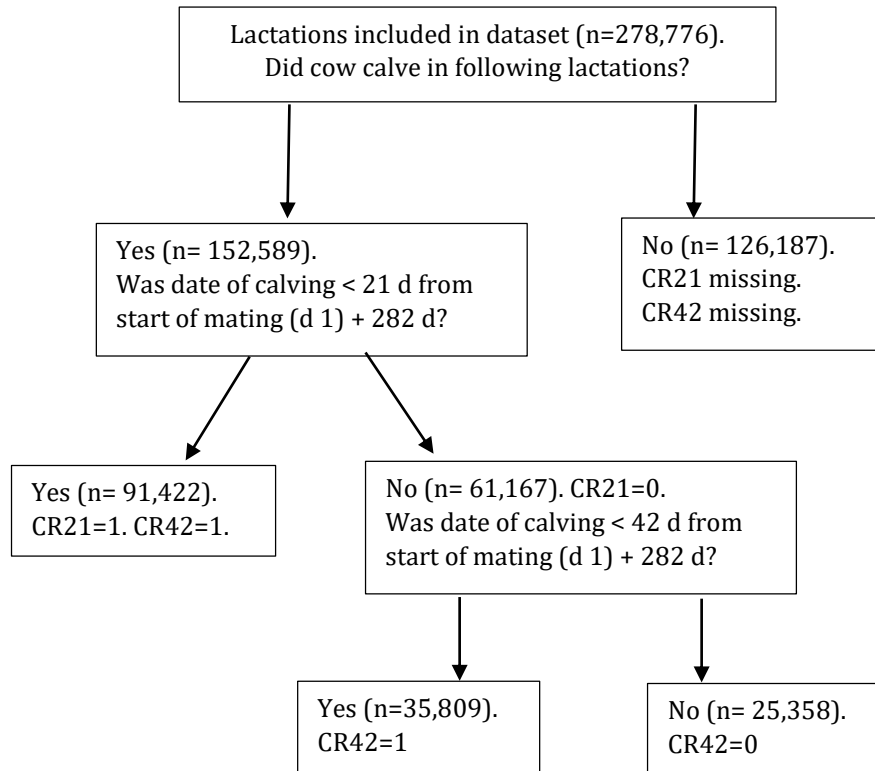 Lactations included in dataset (n=278,776).
Did cow calve in following lactations?
Yes (n= 152,589).
Was date of calving < 21 d from
start of mating (d 1) + 282 d?
No (n= 126,187).
CR21 missing.
CR42 missing.
Yes (n= 91,422).
CR21=1. CR42=1.
No (n= 61,167). CR21=0.
Was date of calving < 42 d from
start of mating (d 1) + 282 d?
Yes (n=35,809).
CR42=1
No (n= 25,358).
CR42=0